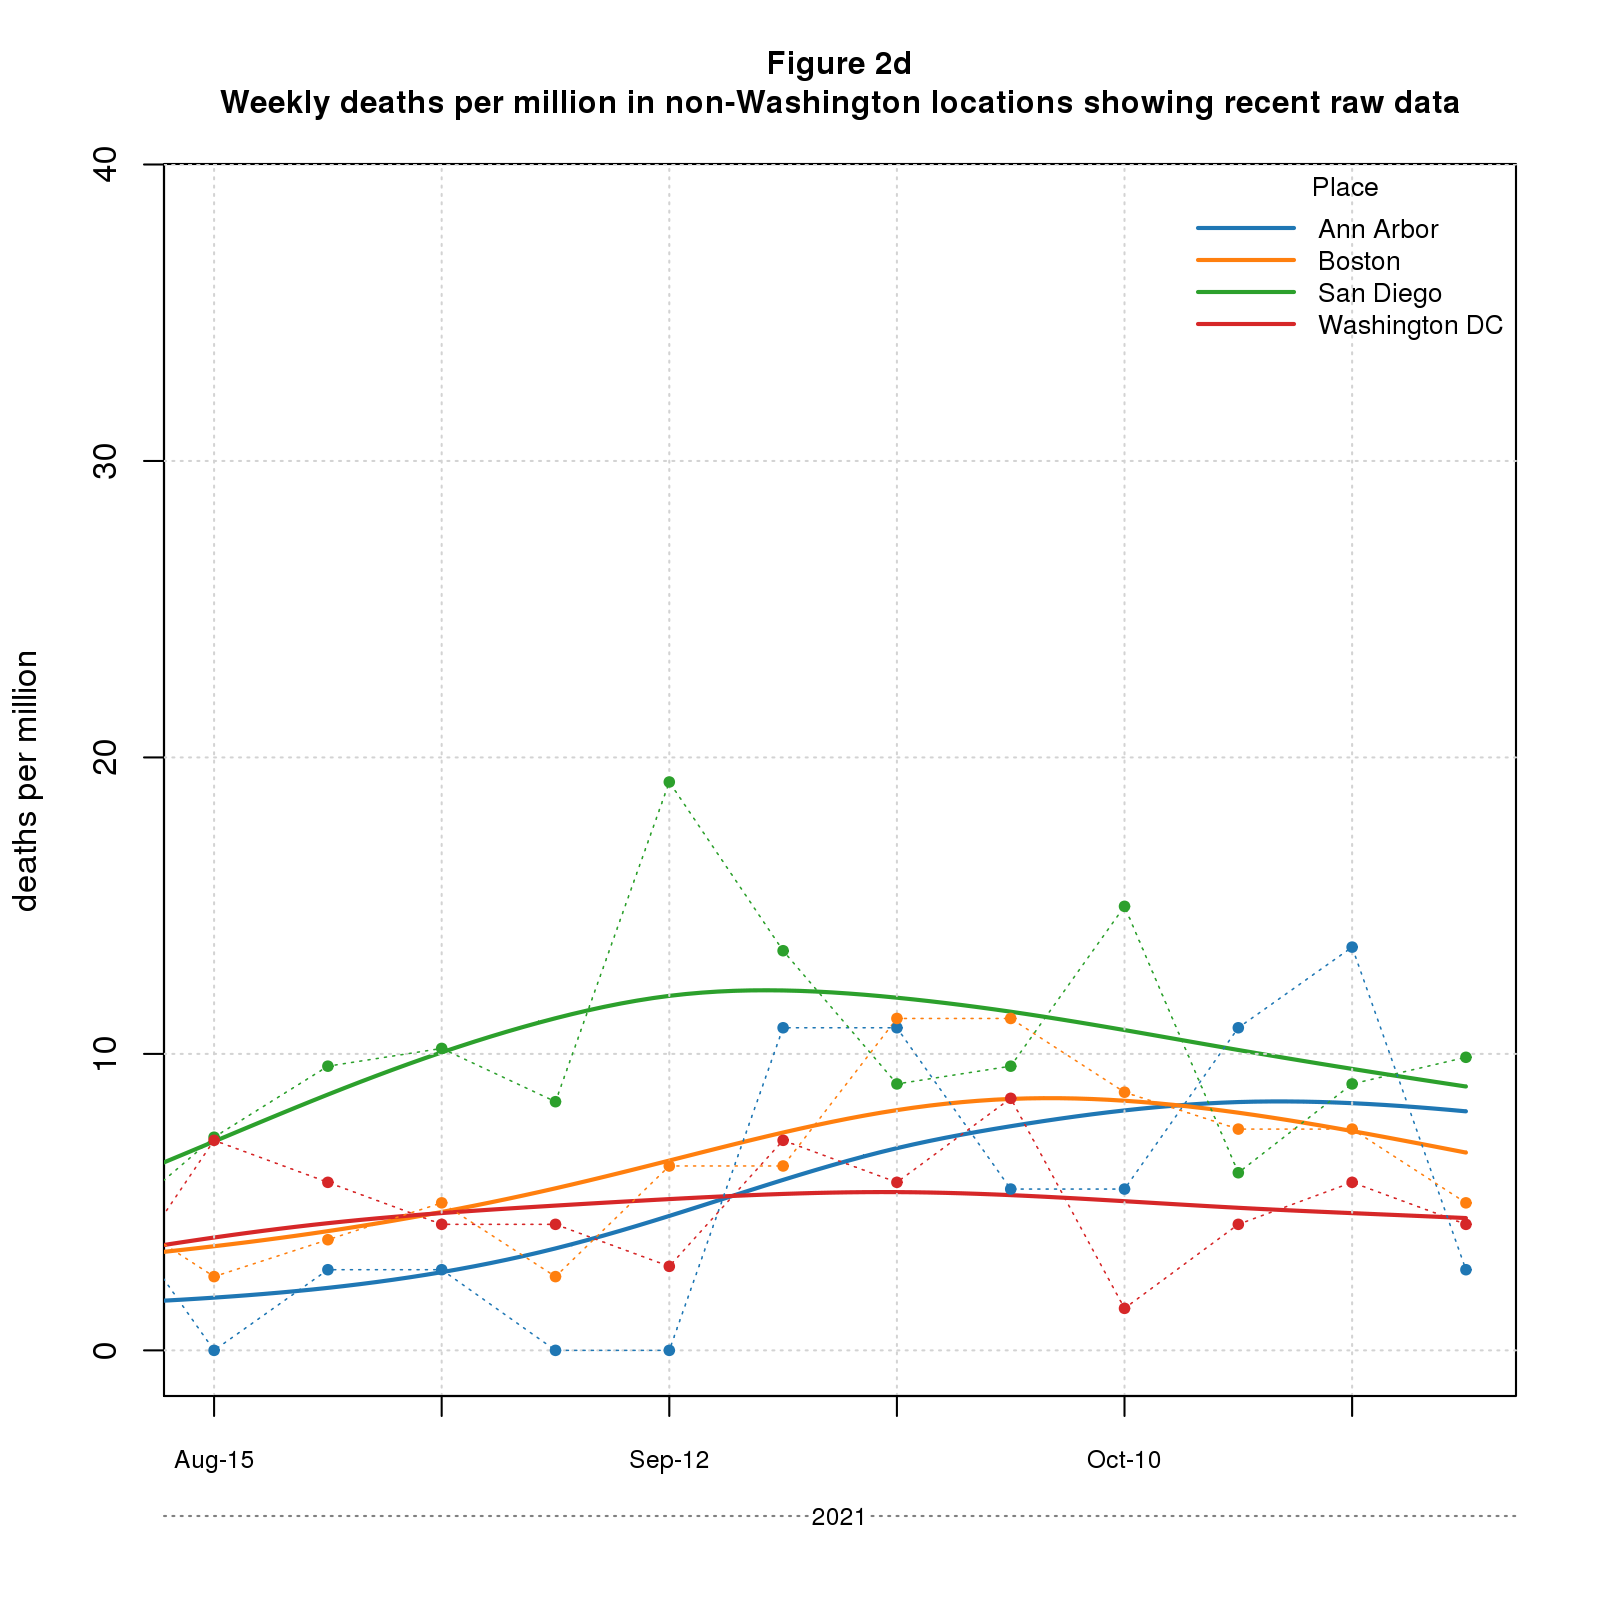 Figure 2d
Weekly deaths per million in non-Washington locations showing recent raw data
Place
Ann Arbor
Boston
San Diego
Washington DC
deaths per million
40
30
20
10
0
Aug-15
Sep-12
Oct-10
2021